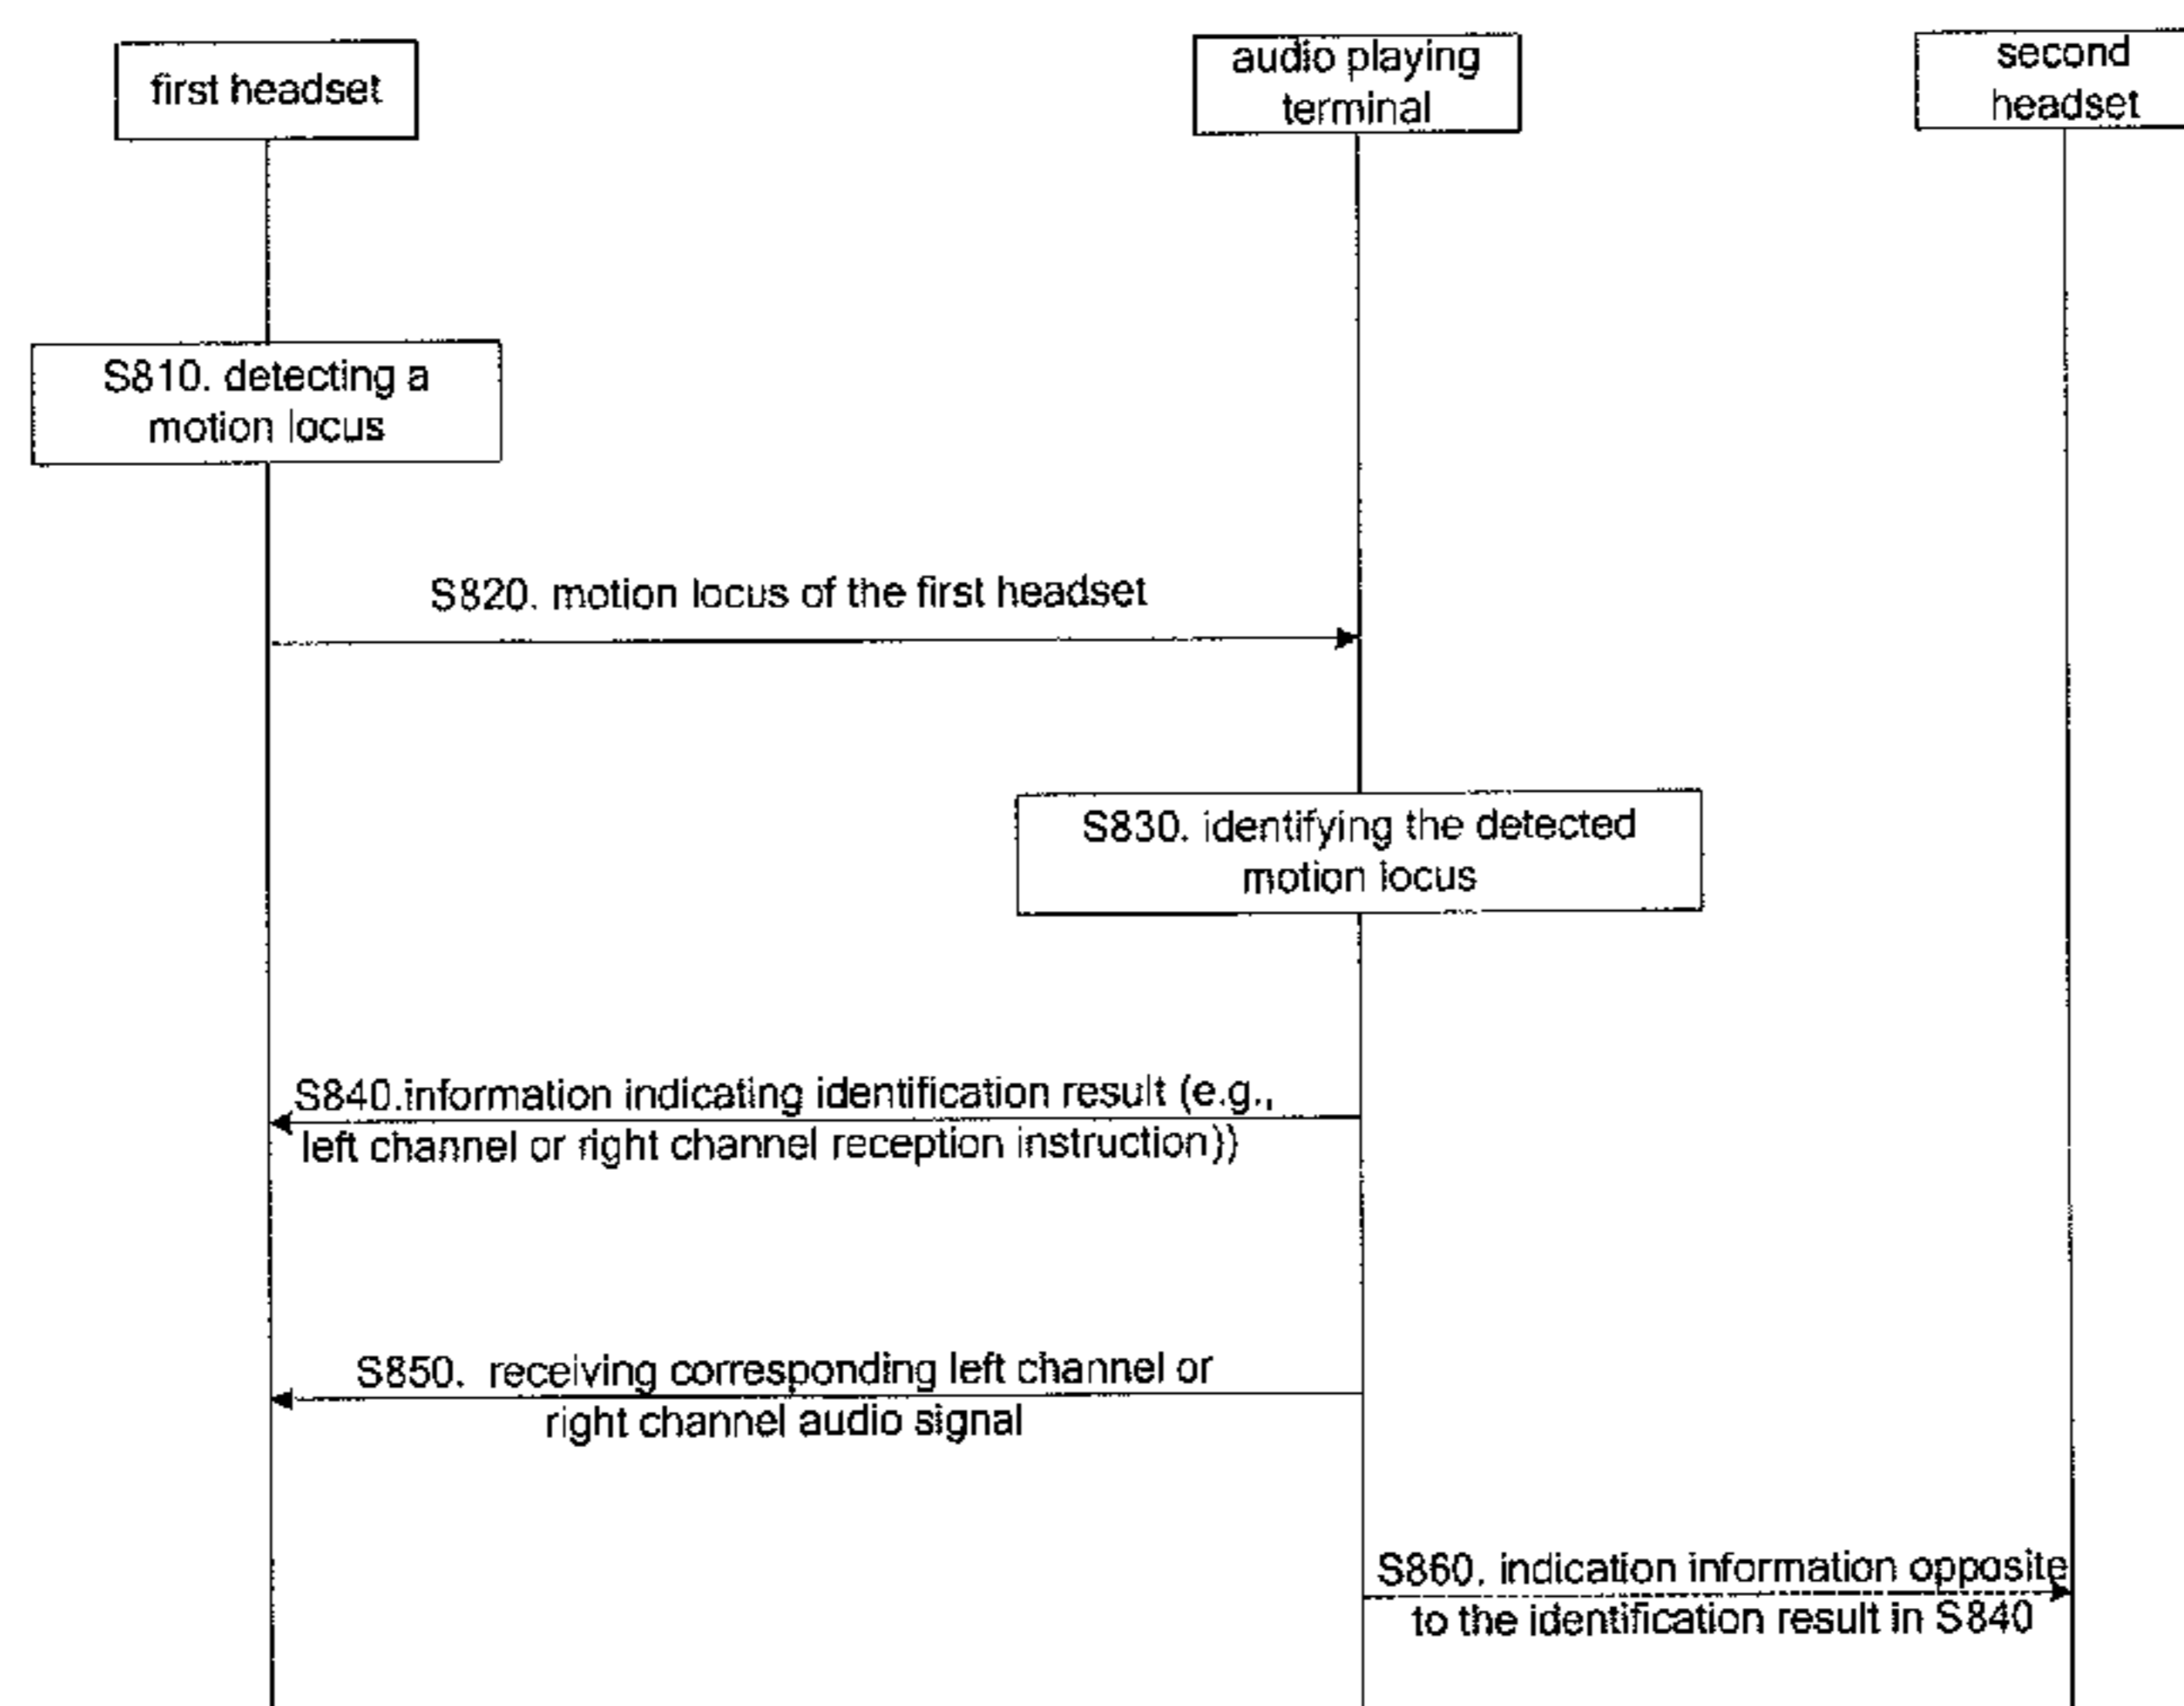 first headset
audio playing
terminal
second
headset
S810. detecting a
motion locus
S820. motion locus of the first headset
S830. identifying the detected
motion locus
S840.information indicating identification result (e.g.,
left channel or right channel reception instruction))
S850. receiving corresponding left channel or
right channel audio signal
S860. indication information opposite
to the identification result in S840